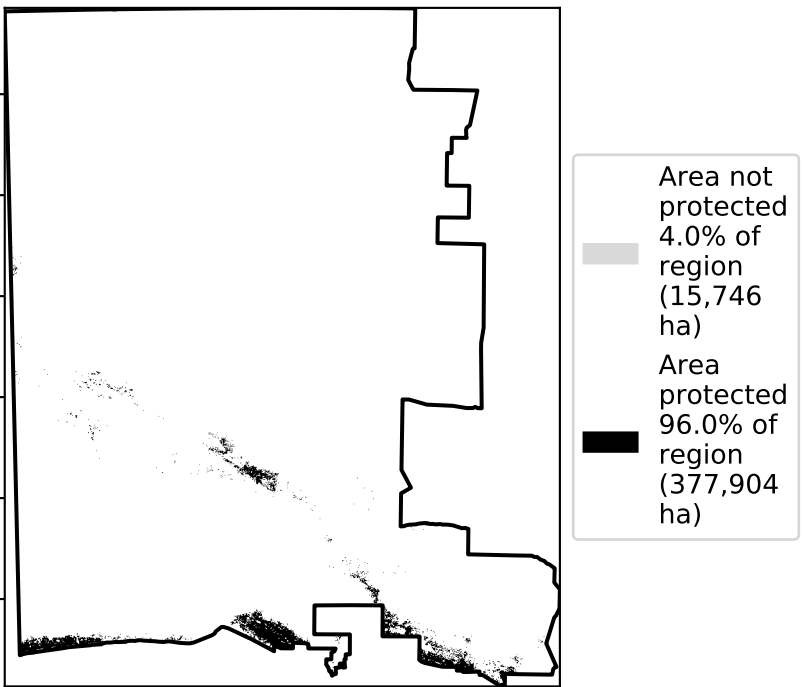 Area not
protected
4.0% of
region
(15,746
ha)
Area
protected
96.0% of
region
(377,904
ha)